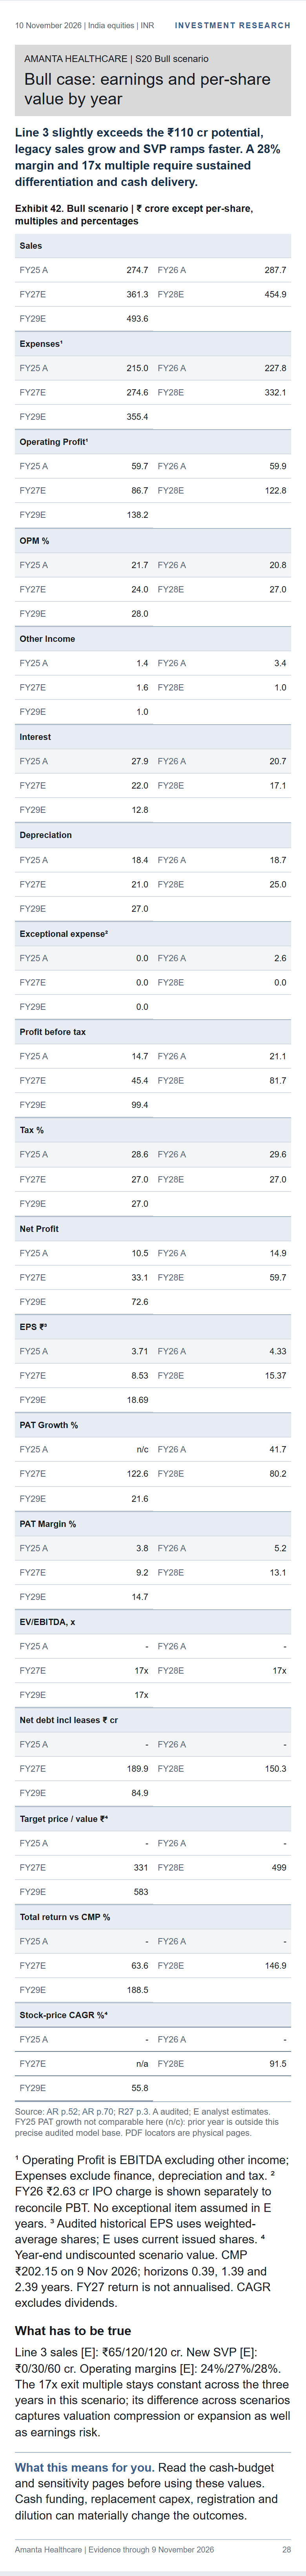 10 November 2026 | India equities | INR INVESTMENT RESEARCH
AMANTA HEALTHCARE | S20 Bull scenario
Bull case: earnings and per-share
value by year
Line 3 slightly exceeds the ₹110 cr potential,
legacy sales grow and SVP ramps faster. A 28%
margin and 17x multiple require sustained
differentiation and cash delivery.
Exhibit 42. Bull scenario | ₹ crore except per-share,
multiples and percentages
Sales
FY25 A 274.7 FY26 A 287.7
FY27E 361.3 FY28E 454.9
FY29E 493.6
Expenses¹
FY25 A 215.0 FY26 A 227.8
FY27E 274.6 FY28E 332.1
FY29E 355.4
Operating Profit¹
FY25 A 59.7 FY26 A 59.9
FY27E 86.7 FY28E 122.8
FY29E 138.2
OPM %
FY25 A 21.7 FY26 A 20.8
FY27E 24.0 FY28E 27.0
FY29E 28.0
Other Income
FY25 A 1.4 FY26 A 3.4
FY27E 1.6 FY28E 1.0
FY29E 1.0
Interest
FY25 A 27.9 FY26 A 20.7
FY27E 22.0 FY28E 17.1
FY29E 12.8
Depreciation
FY25 A 18.4 FY26 A 18.7
FY27E 21.0 FY28E 25.0
FY29E 27.0
Exceptional expense²
FY25 A 0.0 FY26 A 2.6
FY27E 0.0 FY28E 0.0
FY29E 0.0
Profit before tax
FY25 A 14.7 FY26 A 21.1
FY27E 45.4 FY28E 81.7
FY29E 99.4
Tax %
FY25 A 28.6 FY26 A 29.6
FY27E 27.0 FY28E 27.0
FY29E 27.0
Net Profit
FY25 A 10.5 FY26 A 14.9
FY27E 33.1 FY28E 59.7
FY29E 72.6
EPS ₹³
FY25 A 3.71 FY26 A 4.33
FY27E 8.53 FY28E 15.37
FY29E 18.69
PAT Growth %
FY25 A n/c FY26 A 41.7
FY27E 122.6 FY28E 80.2
FY29E 21.6
PAT Margin %
FY25 A 3.8 FY26 A 5.2
FY27E 9.2 FY28E 13.1
FY29E 14.7
EV/EBITDA, x
FY25 A - FY26 A -
FY27E 17x FY28E 17x
FY29E 17x
Net debt incl leases ₹ cr
FY25 A - FY26 A -
FY27E 189.9 FY28E 150.3
FY29E 84.9
Target price / value ₹⁴
FY25 A - FY26 A -
FY27E 331 FY28E 499
FY29E 583
Total return vs CMP %
FY25 A - FY26 A -
FY27E 63.6 FY28E 146.9
FY29E 188.5
Stock-price CAGR %⁴
FY25 A - FY26 A -
FY27E n/a FY28E 91.5
FY29E 55.8
Source: AR p.52; AR p.70; R27 p.3. A audited; E analyst estimates.
FY25 PAT growth not comparable here (n/c): prior year is outside this
precise audited model base. PDF locators are physical pages.
¹ Operating Profit is EBITDA excluding other income;
Expenses exclude finance, depreciation and tax. ²
FY26 ₹2.63 cr IPO charge is shown separately to
reconcile PBT. No exceptional item assumed in E
years. ³ Audited historical EPS uses weighted-
average shares; E uses current issued shares. ⁴
Year-end undiscounted scenario value. CMP
₹202.15 on 9 Nov 2026; horizons 0.39, 1.39 and
2.39 years. FY27 return is not annualised. CAGR
excludes dividends.
What has to be true
Line 3 sales [E]: ₹65/120/120 cr. New SVP [E]:
₹0/30/60 cr. Operating margins [E]: 24%/27%/28%.
The 17x exit multiple stays constant across the three
years in this scenario; its difference across scenarios
captures valuation compression or expansion as well
as earnings risk.
What this means for you. Read the cash-budget
and sensitivity pages before using these values.
Cash funding, replacement capex, registration and
dilution can materially change the outcomes.
Amanta Healthcare | Evidence through 9 November 2026 28